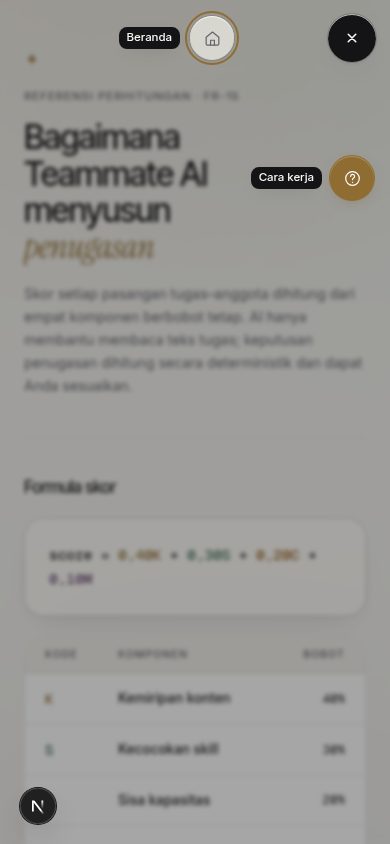 Beranda
REFERENSI PERHITUNGAN · FR-15
Bagaimana
Teammate AI
menyusun
penugasan
Cara kerja
Skor setiap pasangan tugas-anggota dihitung dari
empat komponen berbobot tetap. AI hanya
membantu membaca teks tugas; keputusan
penugasan dihitung secara deterministik dan dapat
Anda sesuaikan.
Formula skor
score = 0,40K + 0,30S + 0,20C +
0,10M
KODE KOMPONEN BOBOT
K Kemiripan konten 40%
S Kecocokan skill 30%
Sisa kapasitas 20%
N